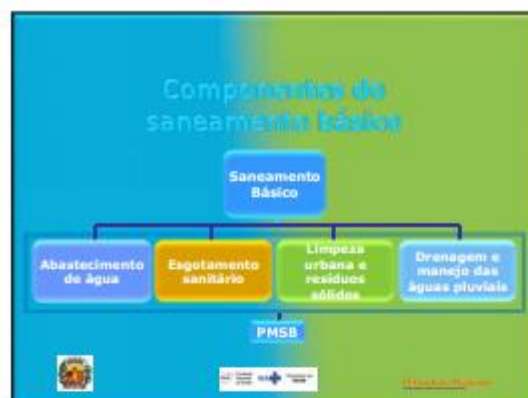 Componentes do
saneamento básico
Saneamento
Básico
Abastecimento
de água
Esgotamento
sanitário
Limpeza
urbana e
resíduos
sólidos
Drenagem e
manejo das
águas pluviais
PMSB